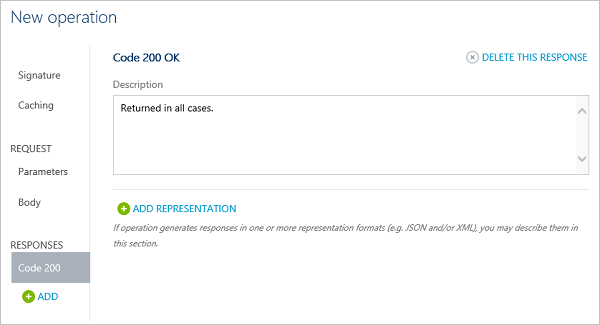 New operation
Signature
Caching
REQUEST
Parameters
Body
RESPONSES
Code 200
ADD
Code 200 OK
DELETE THIS RESPONSE
Description
Returned in all cases.
ADD REPRESENTATION
If operation generates responses in one or more representation formats (e.g. JSON and/or XML), you may describe them in
this section.